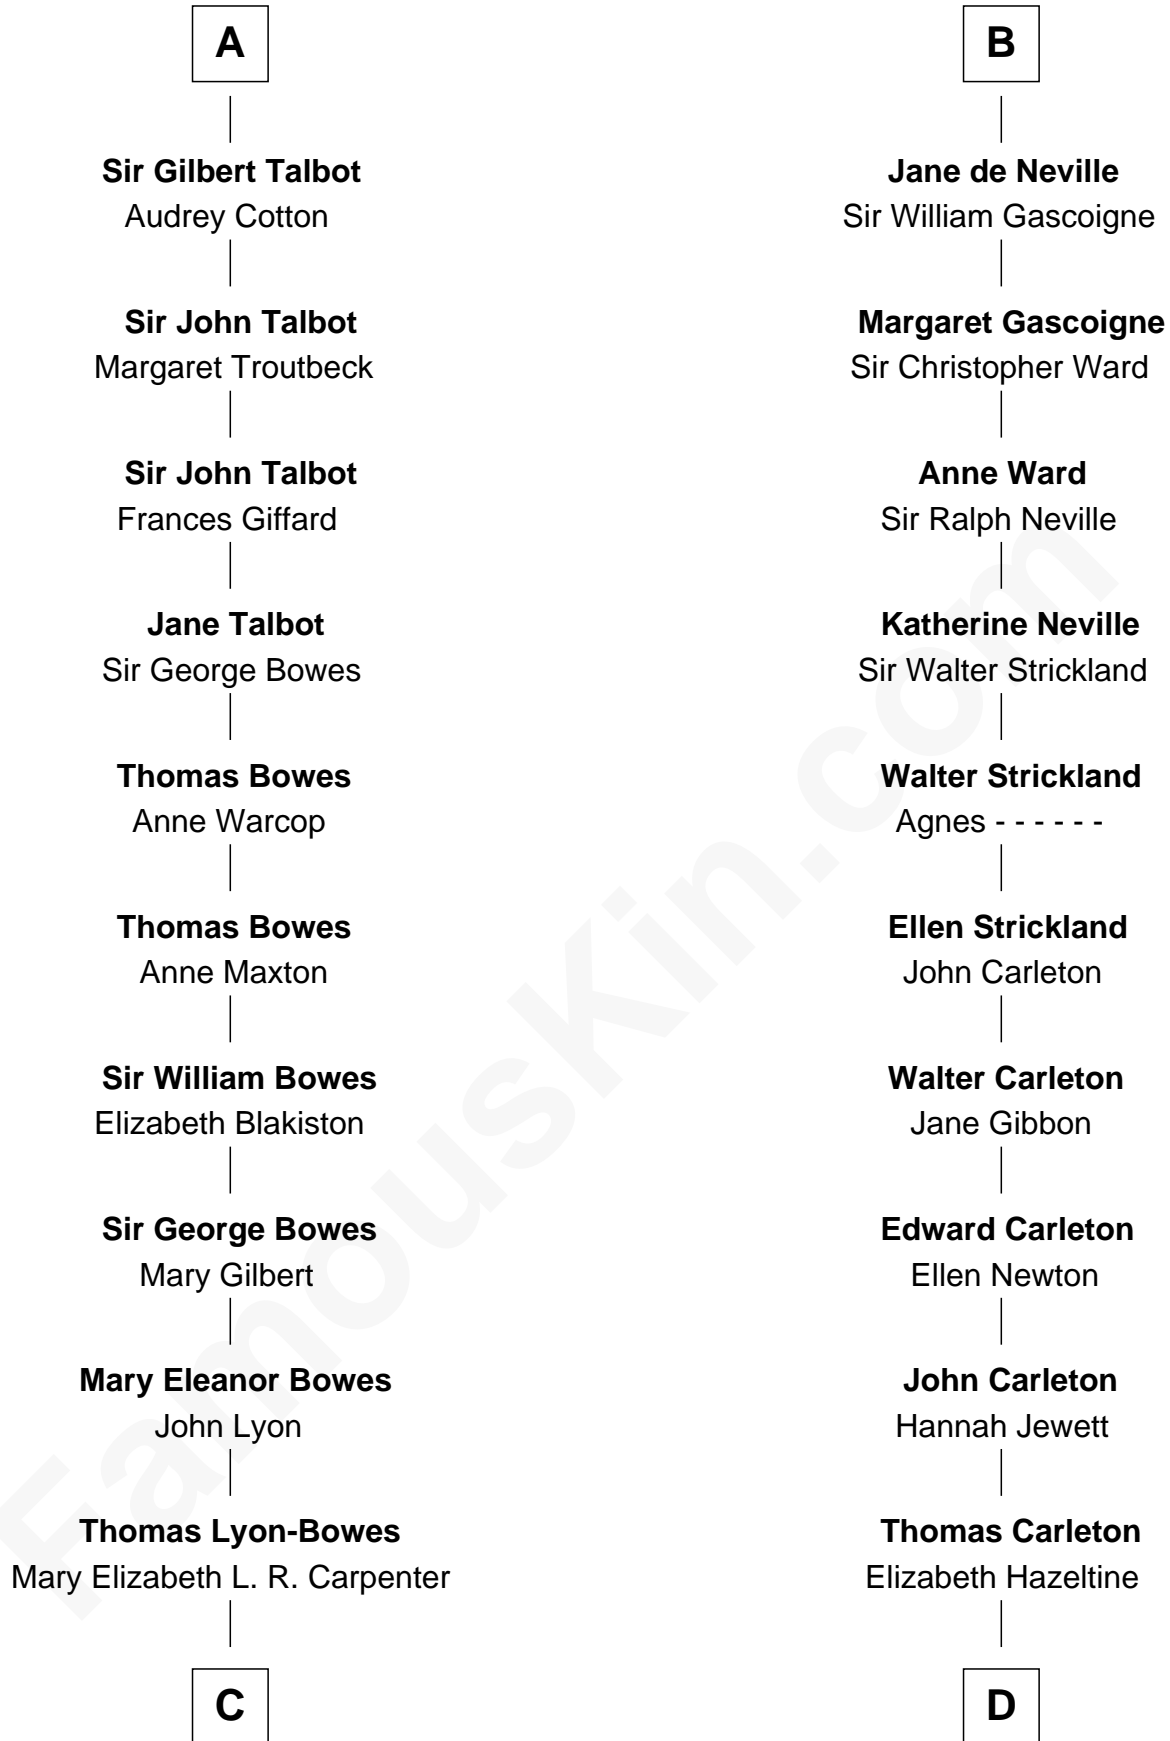 A
Sir Gilbert Talbot
Audrey Cotton
Sir John Talbot
Margaret Troutbeck
Sir John Talbot
Frances Giffard
Jane Talbot
Sir George Bowes
Thomas Bowes
Anne Warcop
Thomas Bowes
Anne Maxton
Sir William Bowes
Elizabeth Blakiston
Sir George Bowes
Mary Gilbert
Mary Eleanor Bowes
John Lyon
Thomas Lyon-Bowes
Mary Elizabeth L. R. Carpenter
C
B
Jane de Neville
Sir William Gascoigne
Margaret Gascoigne
Sir Christopher Ward
Anne Ward
Sir Ralph Neville
Katherine Neville
Sir Walter Strickland
Walter Strickland
Agnes - - - - - -
Ellen Strickland
John Carleton
Walter Carleton
Jane Gibbon
Edward Carleton
Ellen Newton
John Carleton
Hannah Jewett
Thomas Carleton
Elizabeth Hazeltine
D
FamousKin.com